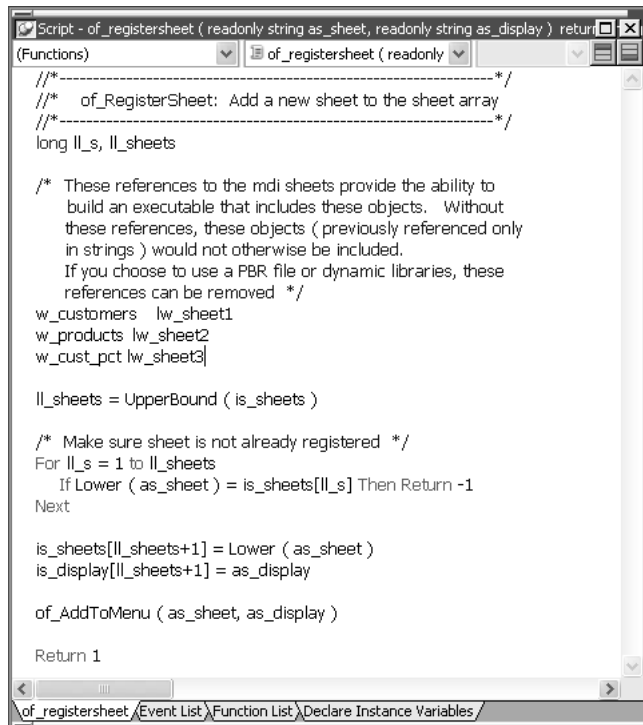 Script - of_registersheet ( readonly string as_sheet, readonly string as_display ) return
(Functions) of_registersheet ( readonly
//*-----------------------------------------------------------------*/
//* of_RegisterSheet: Add a new sheet to the sheet array
//*-----------------------------------------------------------------*/
long ll_s, ll_sheets
/* These references to the mdi sheets provide the ability to
build an executable that includes these objects. Without
these references, these objects ( previously referenced only
in strings ) would not otherwise be included.
If you choose to use a PBR file or dynamic libraries, these
references can be removed */
w_customers lw_sheet1
w_products lw_sheet2
w_cust_pct lw_sheet3
ll_sheets = UpperBound ( is_sheets )
/* Make sure sheet is not already registered */
For ll_s = 1 to ll_sheets
If Lower ( as_sheet ) = is_sheets[ll_s] Then Return -1
Next
is_sheets[ll_sheets+1] = Lower ( as_sheet )
is_display[ll_sheets+1] = as_display
of_AddToMenu ( as_sheet, as_display )
Return 1
of_registersheet Event List Function List Declare Instance Variables